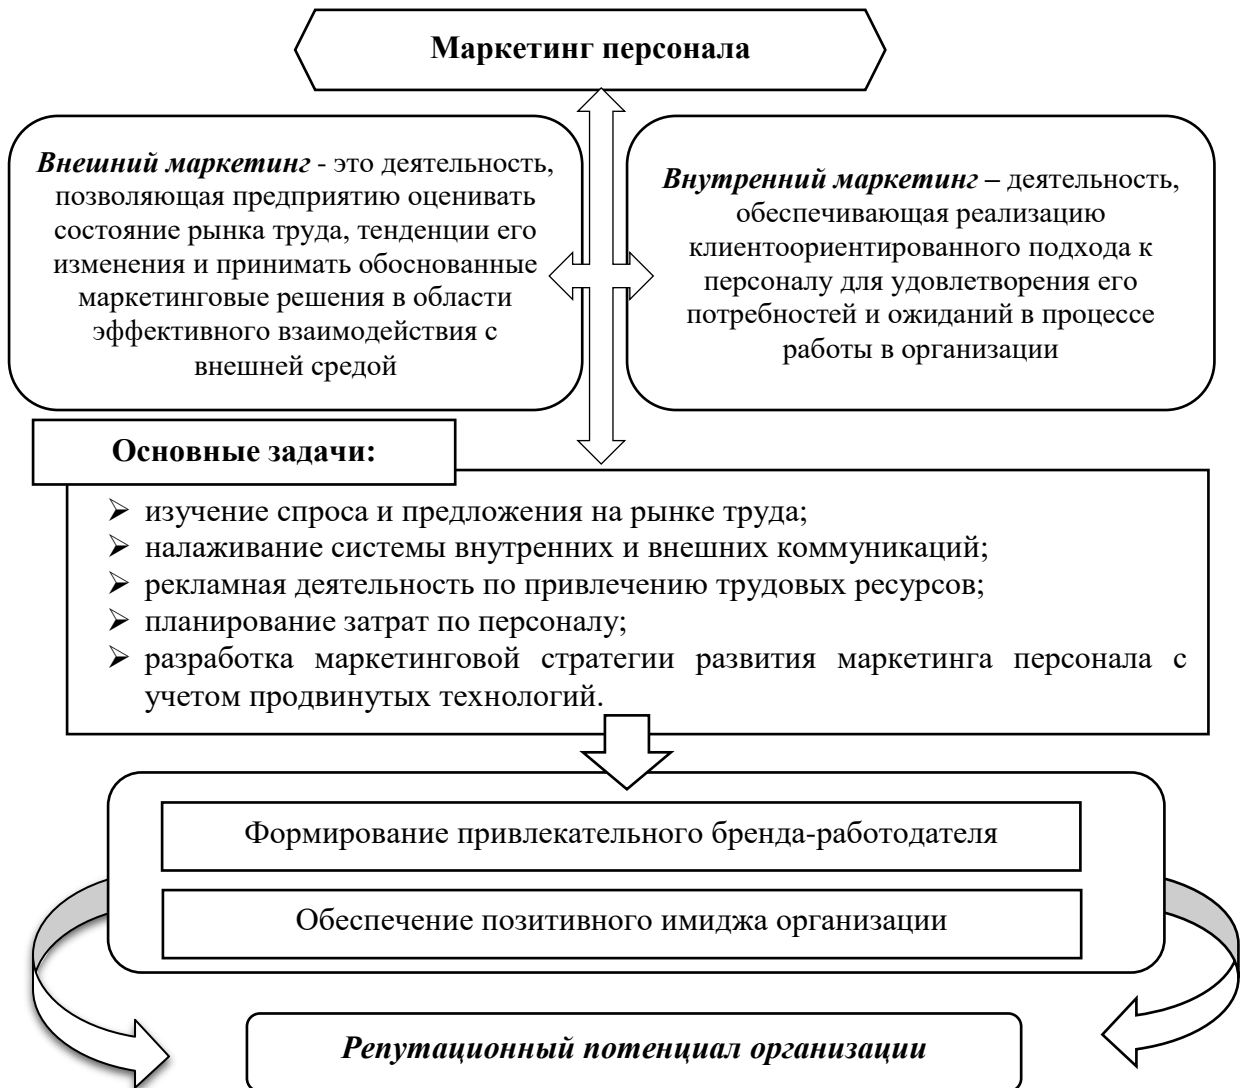 Маркетинг персонала
Внешний маркетинг - это деятельность,
позволяющая предприятию оценивать
состояние рынка труда, тенденции его
изменения и принимать обоснованные
маркетинговые решения в области
эффективного взаимодействия с
внешней средой
Внутренний маркетинг – деятельность,
обеспечивающая реализацию
клиентоориентированного подхода к
персоналу для удовлетворения его
потребностей и ожиданий в процессе
работы в организации
Основные задачи:
➢ изучение спроса и предложения на рынке труда;
➢ налаживание системы внутренних и внешних коммуникаций;
➢ рекламная деятельность по привлечению трудовых ресурсов;
➢ планирование затрат по персоналу;
➢ разработка маркетинговой стратегии развития маркетинга персонала с
учетом продвинутых технологий.
Формирование привлекательного бренда-работодателя
Обеспечение позитивного имиджа организации
Репутационный потенциал организации